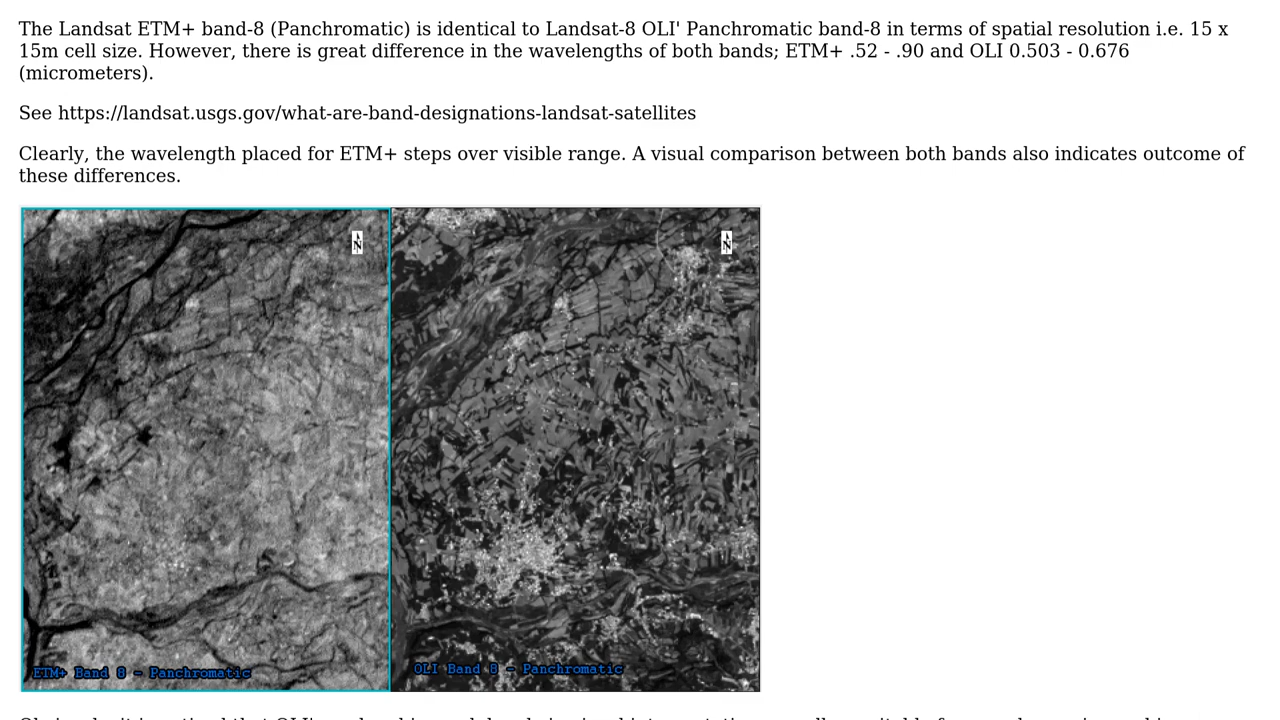 The Landsat ETM+ band-8 (Panchromatic) is identical to Landsat-8 OLI' Panchromatic band-8 in terms of spatial resolution i.e. 15 x
15m cell size. However, there is great difference in the wavelengths of both bands; ETM+ .52 - .90 and OLI 0.503 - 0.676
(micrometers).
See https://landsat.usgs.gov/what-are-band-designations-landsat-satellites
Clearly, the wavelength placed for ETM+ steps over visible range. A visual comparison between both bands also indicates outcome of
these differences.
N
N
ETM+ Band 8 - Panchromatic
OLI Band 8 - Panchromatic